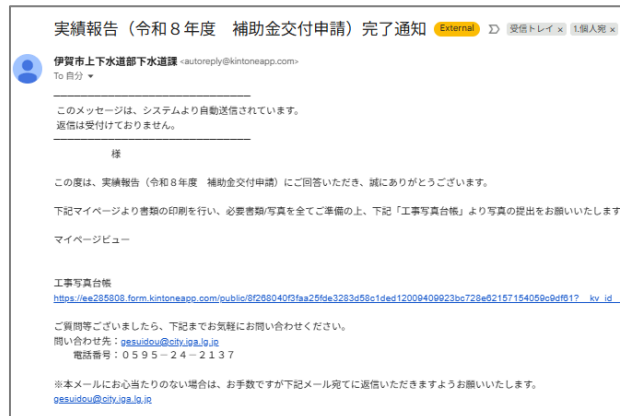 実績報告（令和８年度　補助金交付申請）完了通知 External 受信トレイ × 1.個人宛 ×
伊賀市上下水道部下水道課 <autoreply@kintoneapp.com>
To 自分
このメッセージは、システムより自動送信されています。
返信は受付けておりません。
様
この度は、実績報告（令和８年度　補助金交付申請）にご回答いただき、誠にありがとうございます。
下記マイページより書類の印刷を行い、必要書類/写真を全てご準備の上、下記「工事写真台帳」より写真の提出をお願いいたします
マイページビュー
工事写真台帳
https://ee285808.form.kintoneapp.com/public/8f268040f3faa25fde3283d58c1ded12009409923bc728e62157154059c9df61?__kv_id
ご質問等ございましたら、下記までお気軽にお問い合わせください。
問い合わせ先：gesuidou@city.iga.lg.jp
電話番号：０５９５－２４－２１３７
※本メールにお心当たりのない場合は、お手数ですが下記メール宛てに返信いただきますようお願いいたします。
gesuidou@city.iga.lg.jp